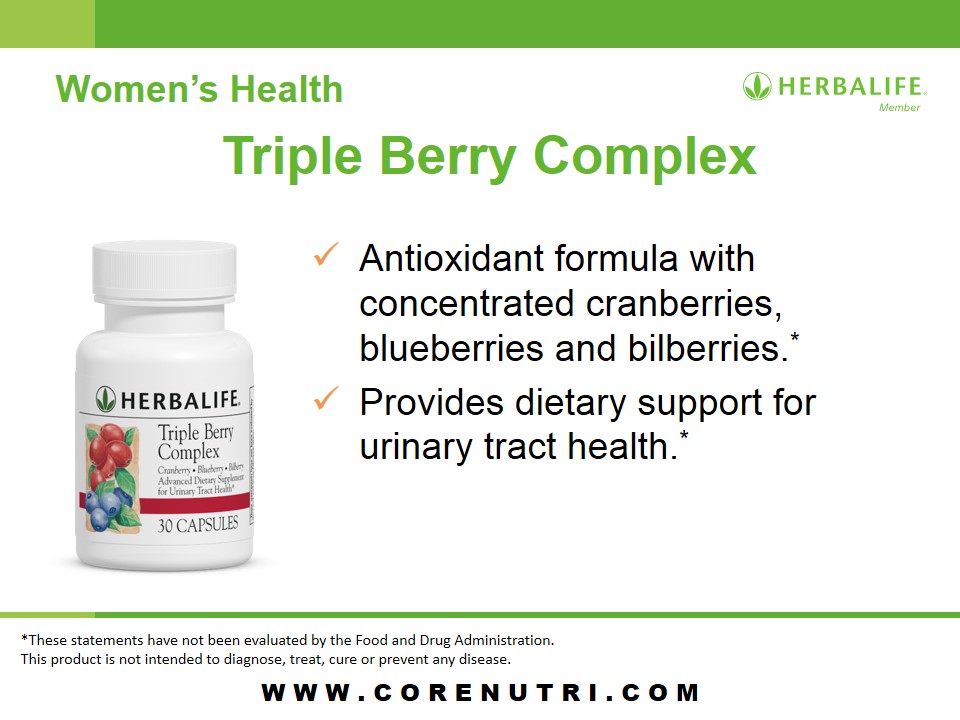 Women's Health
HERBALIFE®
Member
Triple Berry Complex
✓ Antioxidant formula with
concentrated cranberries,
blueberries and bilberries.*
✓ Provides dietary support for
urinary tract health.*
HERBALIFE®
Triple Berry
Complex
Cranberry • Blueberry • Bilberry
Advanced Dietary Supplement
for Urinary Tract Health*
30 CAPSULES
*These statements have not been evaluated by the Food and Drug Administration.
This product is not intended to diagnose, treat, cure or prevent any disease.
WWW.CORENUTRI.COM